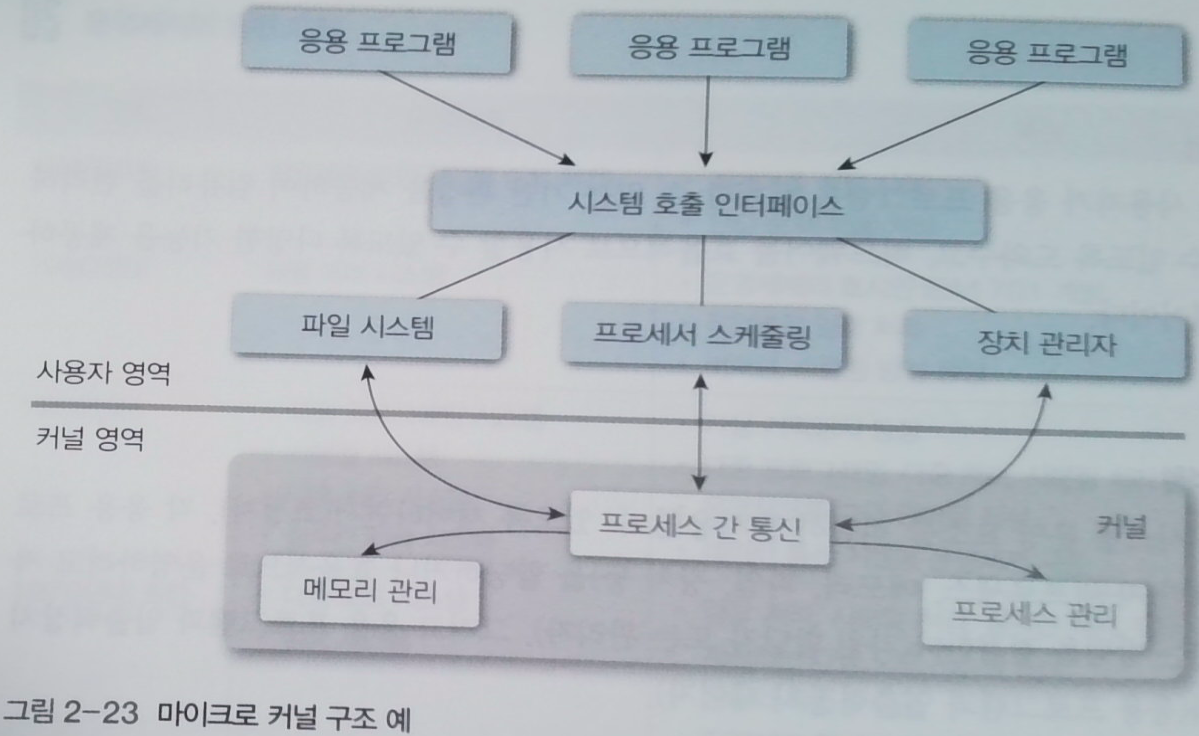 응용 프로그램
응용 프로그램
응용 프로그램
시스템 호출 인터페이스
파일 시스템
프로세서 스케줄링
장치 관리자
사용자 영역
커널 영역
프로세스 간 통신
커널
메모리 관리
프로세스 관리
그림 2-23 마이크로 커널 구조 예